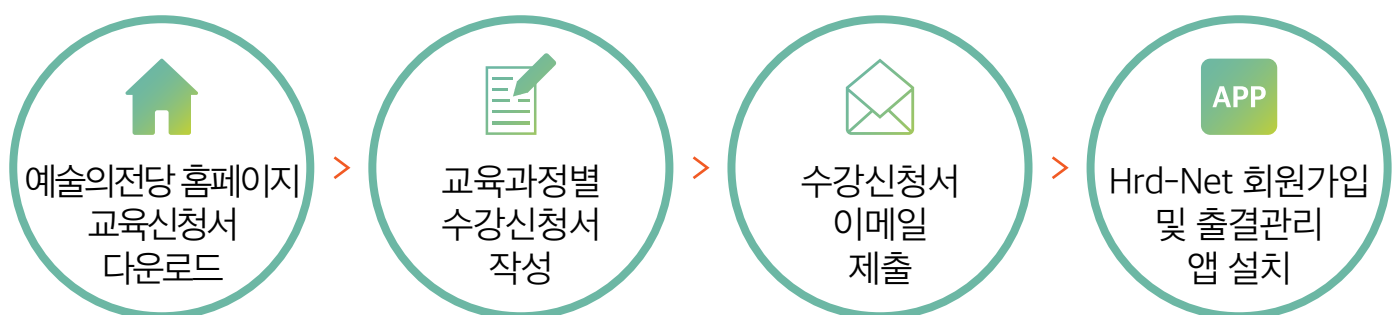 예술의전당 홈페이지
교육신청서
다운로드
>
교육과정별
수강신청서
작성
>
수강신청서
이메일
제출
>
APP
Hrd-Net 회원가입
및 출결관리
앱 설치